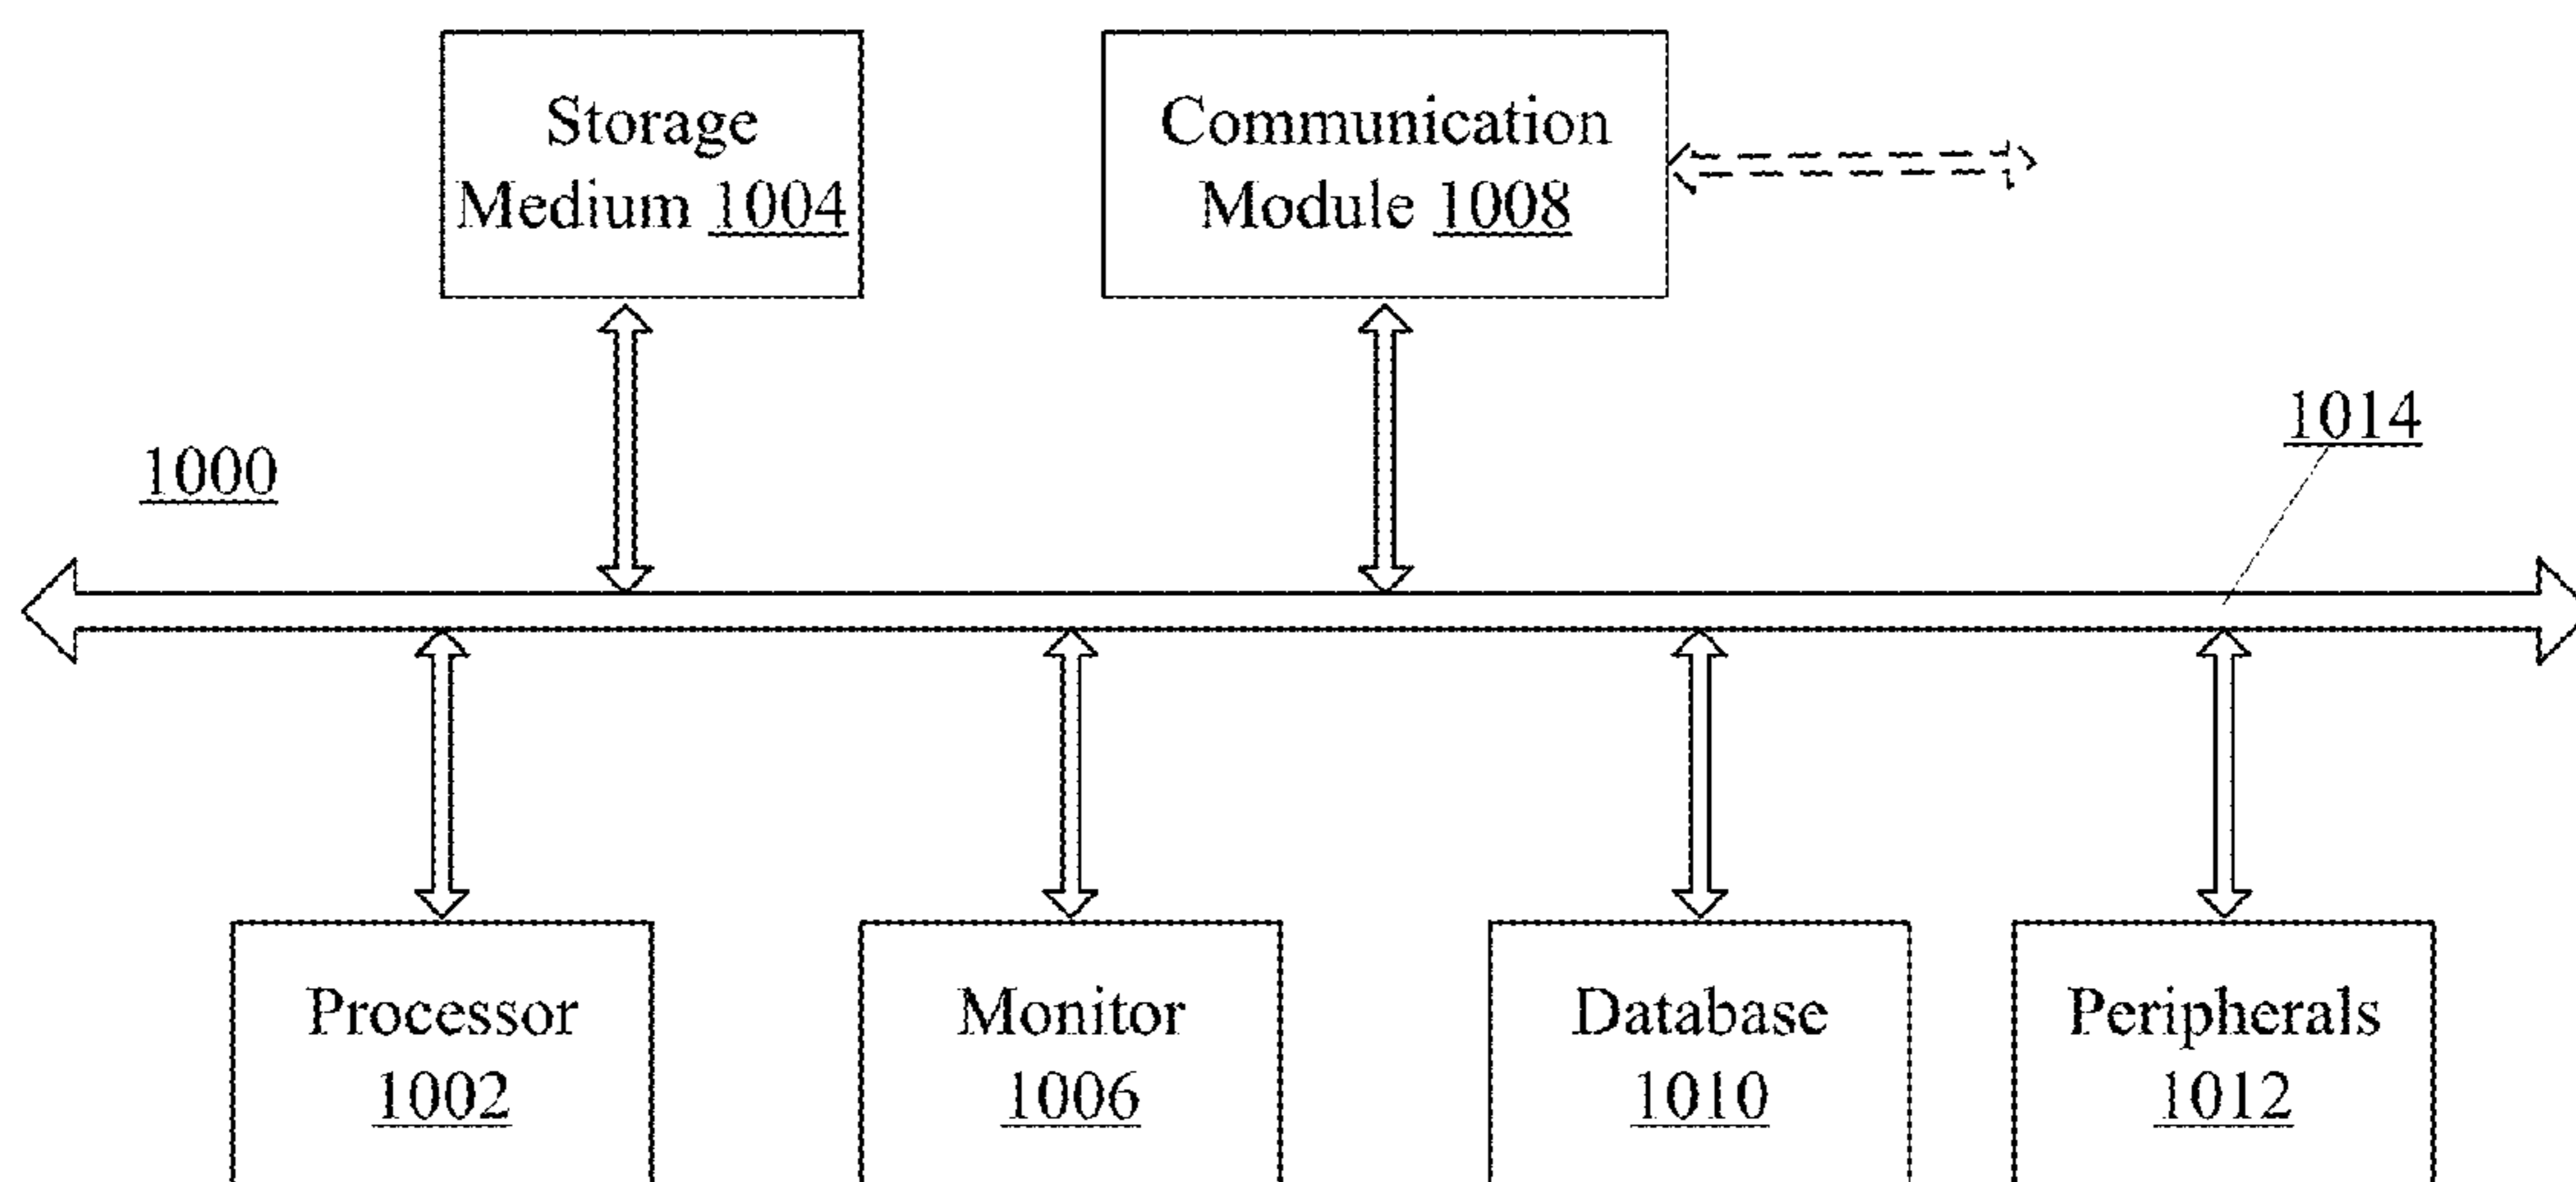 Storage
Medium 1004
Communication
Module 1008
1014
1000
Processor
1002
Monitor
1006
Database
1010
Peripherals
1012